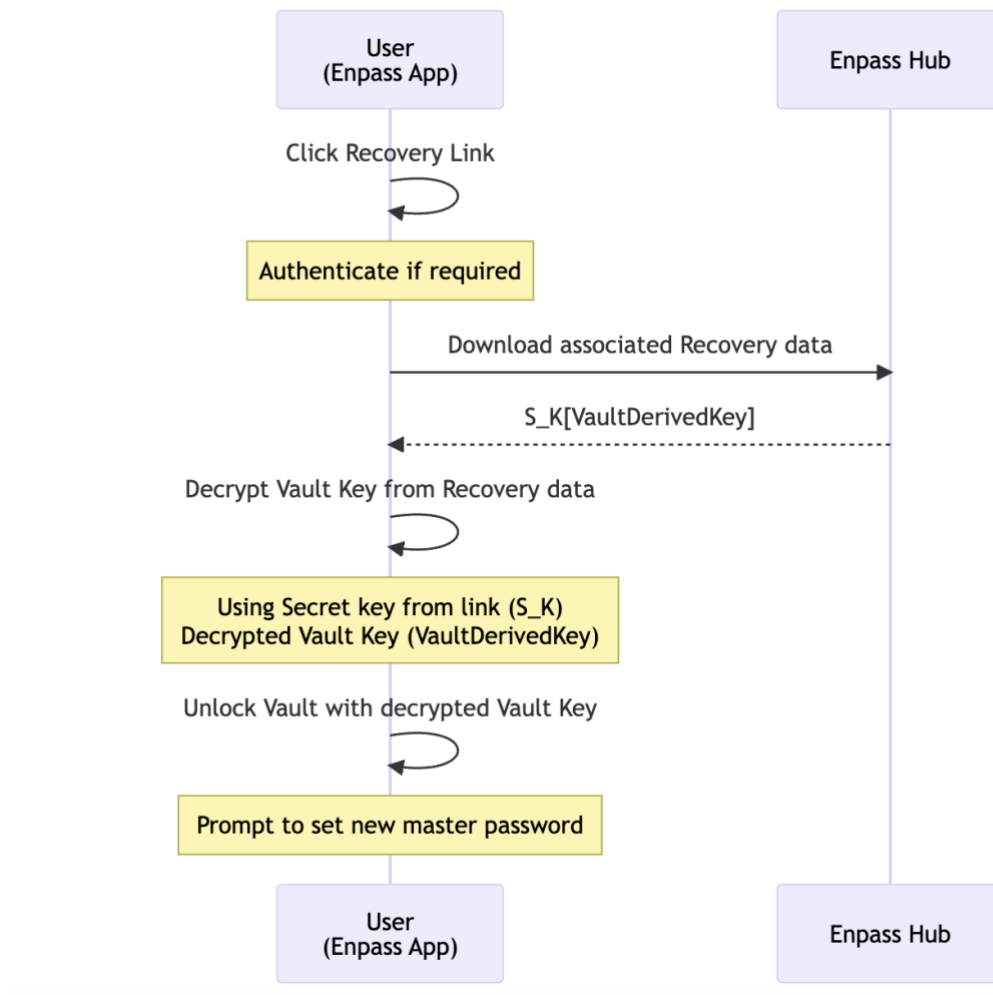 User
(Enpass App)
Enpass Hub
Click Recovery Link
Authenticate if required
Download associated Recovery data
S_K[VaultDerivedKey]
Decrypt Vault Key from Recovery data
Using Secret key from link (S_K)
Decrypted Vault Key (VaultDerivedKey)
Unlock Vault with decrypted Vault Key
Prompt to set new master password
User
(Enpass App)
Enpass Hub